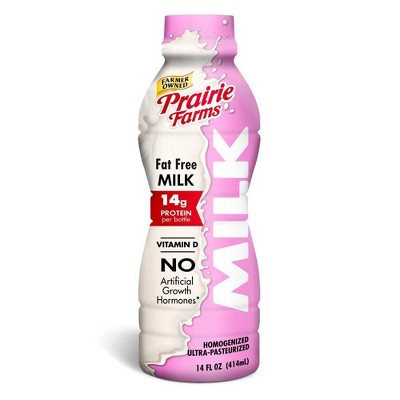 FARMER
OWNED
Prairie
Farms®
Fat Free
MILK
14g
PROTEIN
per bottle
VITAMIN D
NO
Artificial
Growth
Hormones*
MILK
HOMOGENIZED
ULTRA-PASTEURIZED
14 FL OZ (414mL)